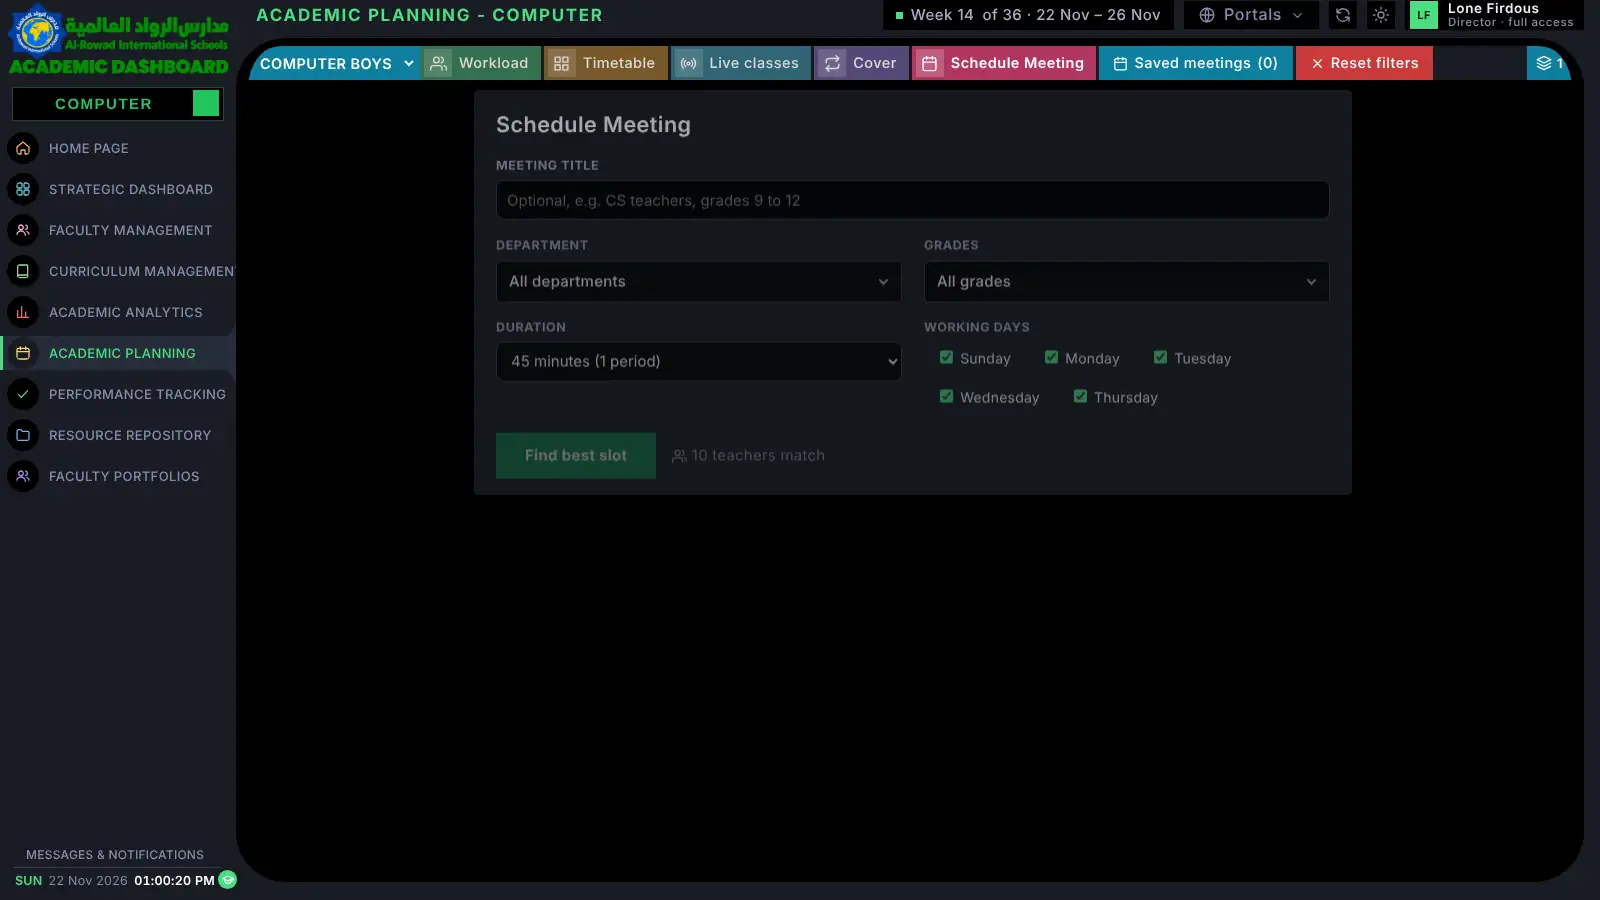 مدارس الرواد العالمية
Al-Rowad International Schools
ACADEMIC DASHBOARD
COMPUTER
HOME PAGE
STRATEGIC DASHBOARD
FACULTY MANAGEMENT
CURRICULUM MANAGEMEN
ACADEMIC ANALYTICS
ACADEMIC PLANNING
PERFORMANCE TRACKING
RESOURCE REPOSITORY
FACULTY PORTFOLIOS
MESSAGES & NOTIFICATIONS
SUN 22 Nov 2026 01:00:20 PM
ACADEMIC PLANNING - COMPUTER
Week 14 of 36 · 22 Nov – 26 Nov
Portals
LF
Lone Firdous
Director · full access
COMPUTER BOYS
Workload
Timetable
Live classes
Cover
Schedule Meeting
Saved meetings (0)
Reset filters
1
Schedule Meeting
MEETING TITLE
Optional, e.g. CS teachers, grades 9 to 12
DEPARTMENT
All departments
GRADES
All grades
DURATION
45 minutes (1 period)
WORKING DAYS
Sunday Monday Tuesday
Wednesday Thursday
Find best slot
10 teachers match